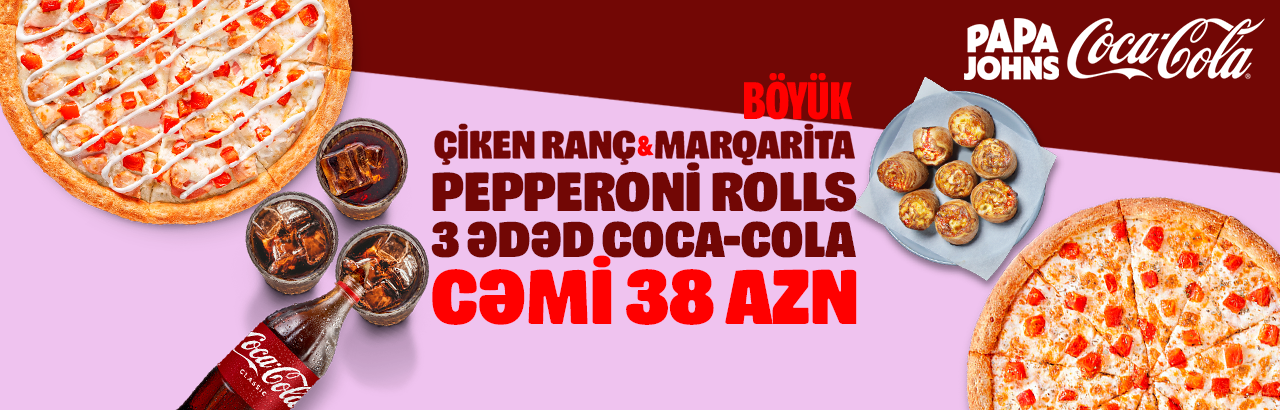 PAPA JOHNS
Coca-Cola
BÖYÜK
ÇİKEN RANÇ&MARQARİTA
PEPPERONİ ROLLS
3 ƏDƏD COCA-COLA
CƏMİ 38 AZN
Coca-Cola
CLASSIC